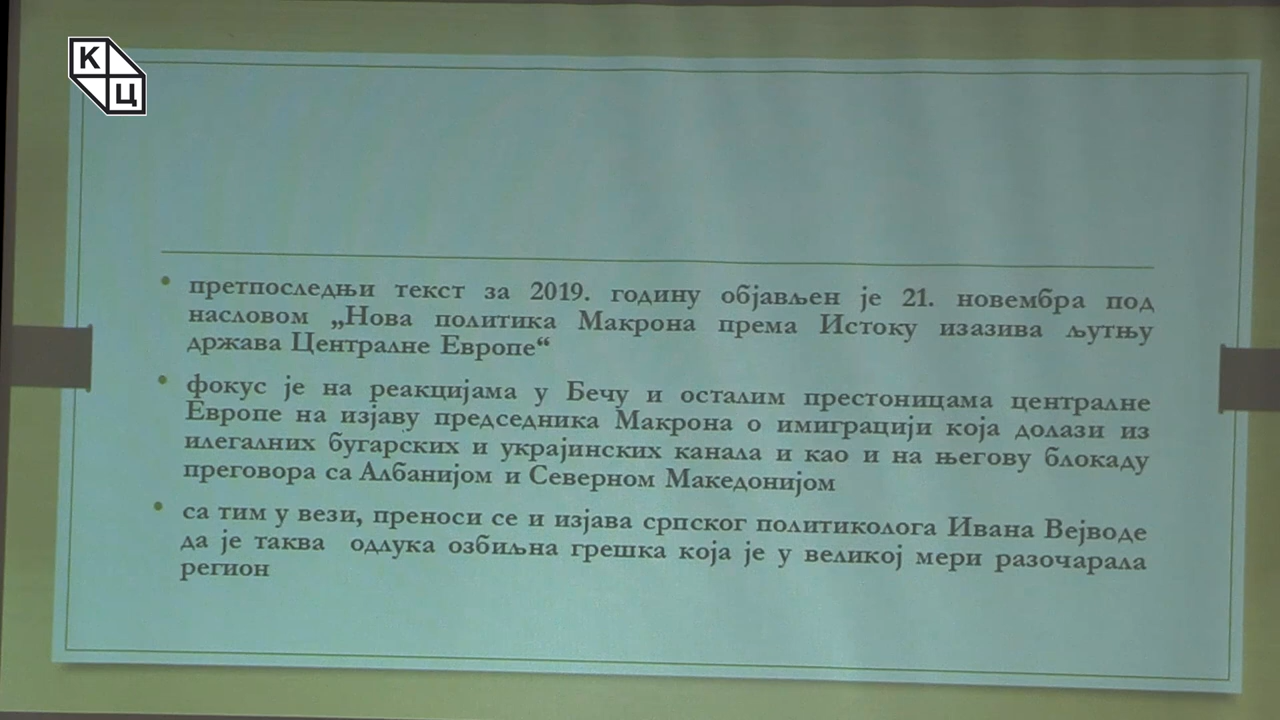 К
Ц
претпоследњи текст за 2019. годину објављен је 21. новембра под
насловом „Нова политика Макрона према Истоку изазива љутњу
држава Централне Европе“
фокус је на реакцијама у Бечу и осталим престоницама централне
Европе на изјаву председника Макрона о имиграцији која долази из
илегалних бугарских и украјинских канала и као и на његову блокаду
преговора са Албанијом и Северном Македонијом
са тим у вези, преноси се и изјава српског политиколога Ивана Вејводе
да је таква одлука озбиљна грешка која је у великој мери разочарала
регион